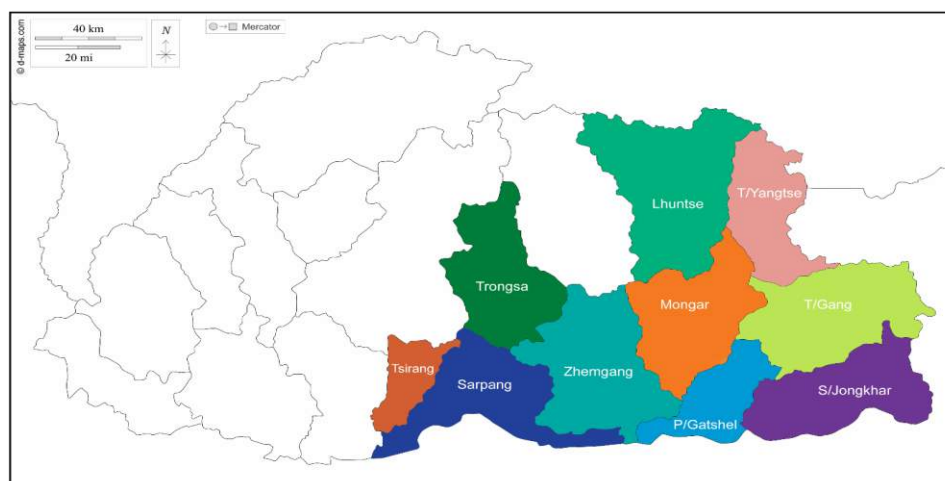 40 km
20 mi
N
Mercator
© d-maps.com
T/Yangtse
Lhuntse
Trongsa
Mongar
T/Gang
Tsirang
Sarpang
Zhemgang
S/Jongkhar
P/Gatshel